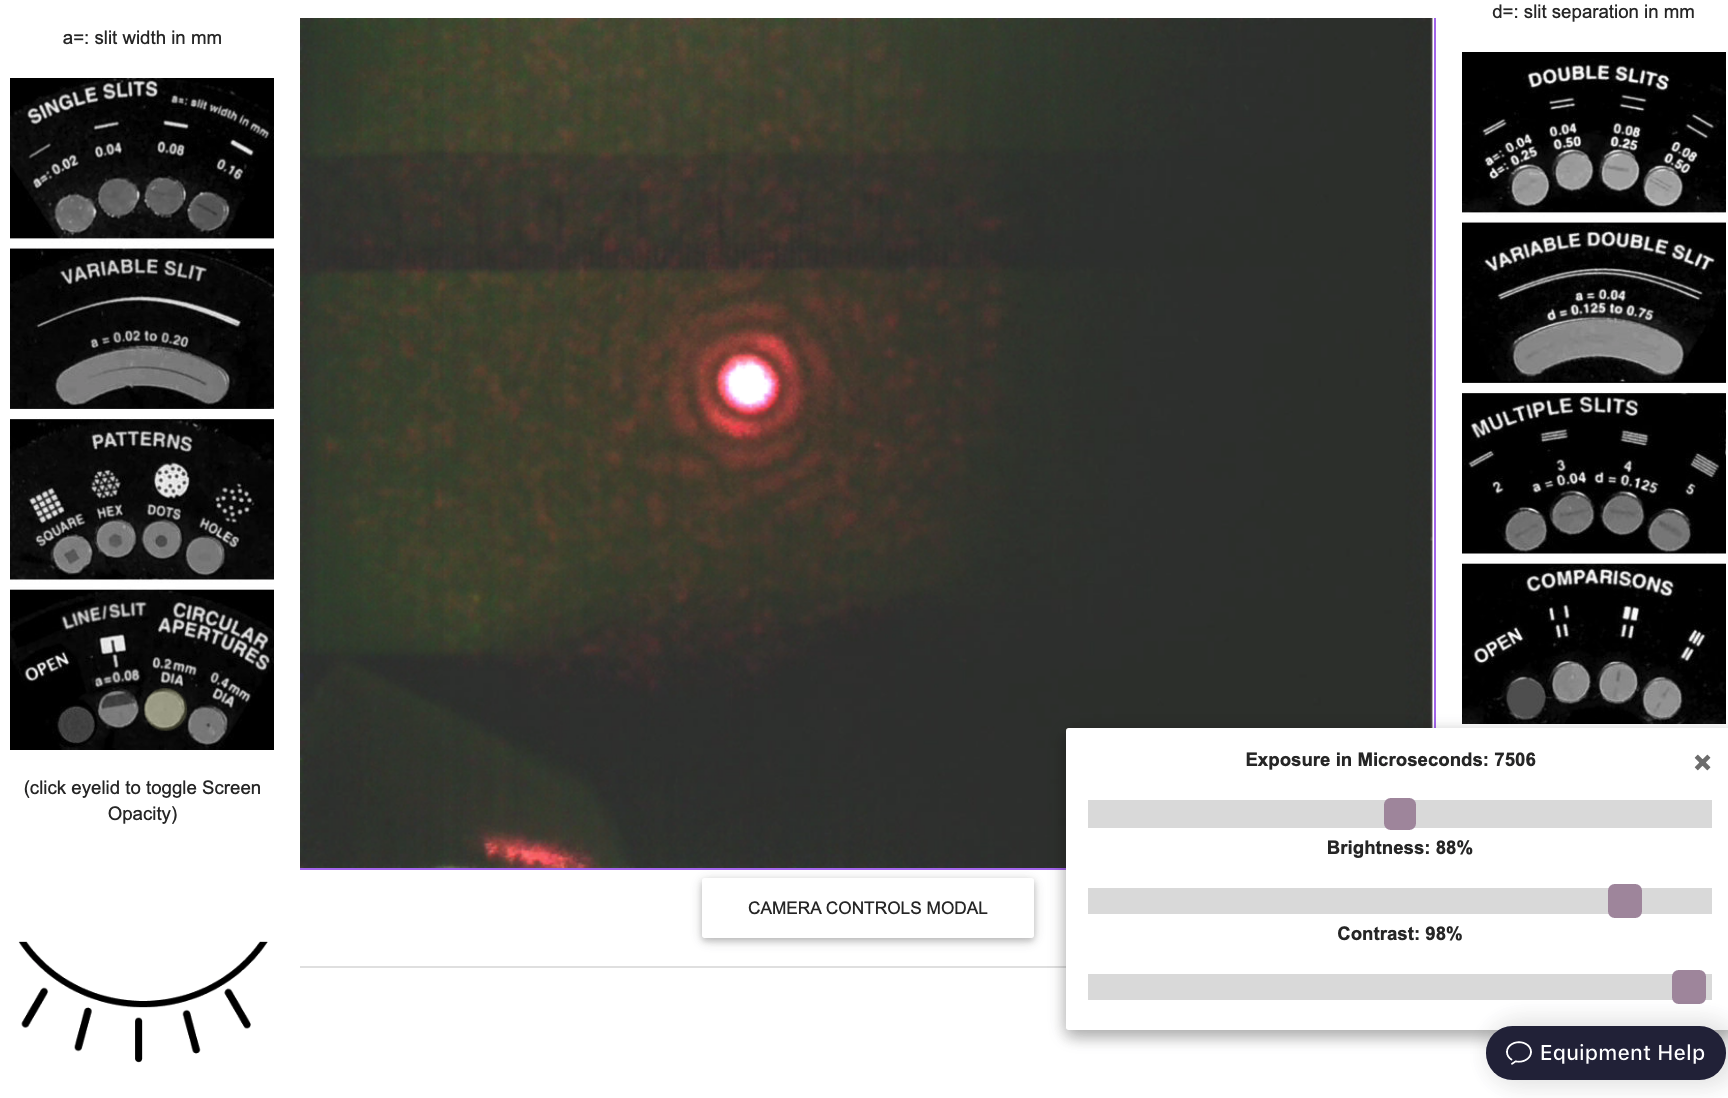 a=: slit width in mm
SINGLE SLITS
a=: slit width in mm
a=: 0.02 0.04 0.08 0.16
VARIABLE SLIT
a = 0.02 to 0.20
PATTERNS
SQUARE HEX DOTS HOLES
LINE/SLIT
CIRCULAR
APERTURES
OPEN
a=0.08
0.2mm
DIA
0.4mm
DIA
(click eyelid to toggle Screen
Opacity)
CAMERA CONTROLS MODAL
d=: slit separation in mm
DOUBLE SLITS
a=: 0.04 0.04 0.08 0.08
d=: 0.25 0.50 0.25 0.50
VARIABLE DOUBLE SLIT
a = 0.04
d = 0.125 to 0.75
MULTIPLE SLITS
2 3 4 5
a = 0.04 d = 0.125
COMPARISONS
OPEN
Exposure in Microseconds: 7506
Brightness: 88%
Contrast: 98%
Equipment Help